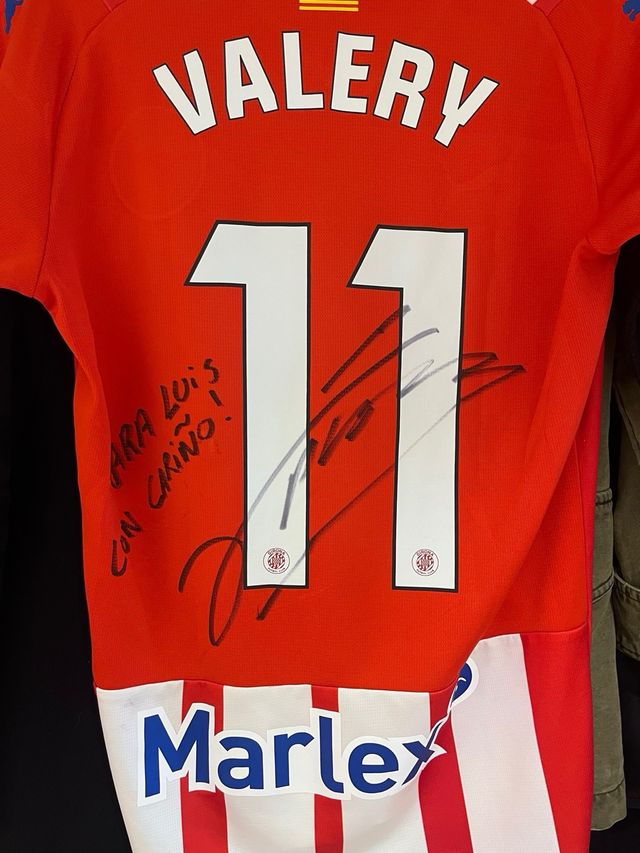 VALERY
11
PARA LUIS
CON CARIÑO!
Marlex